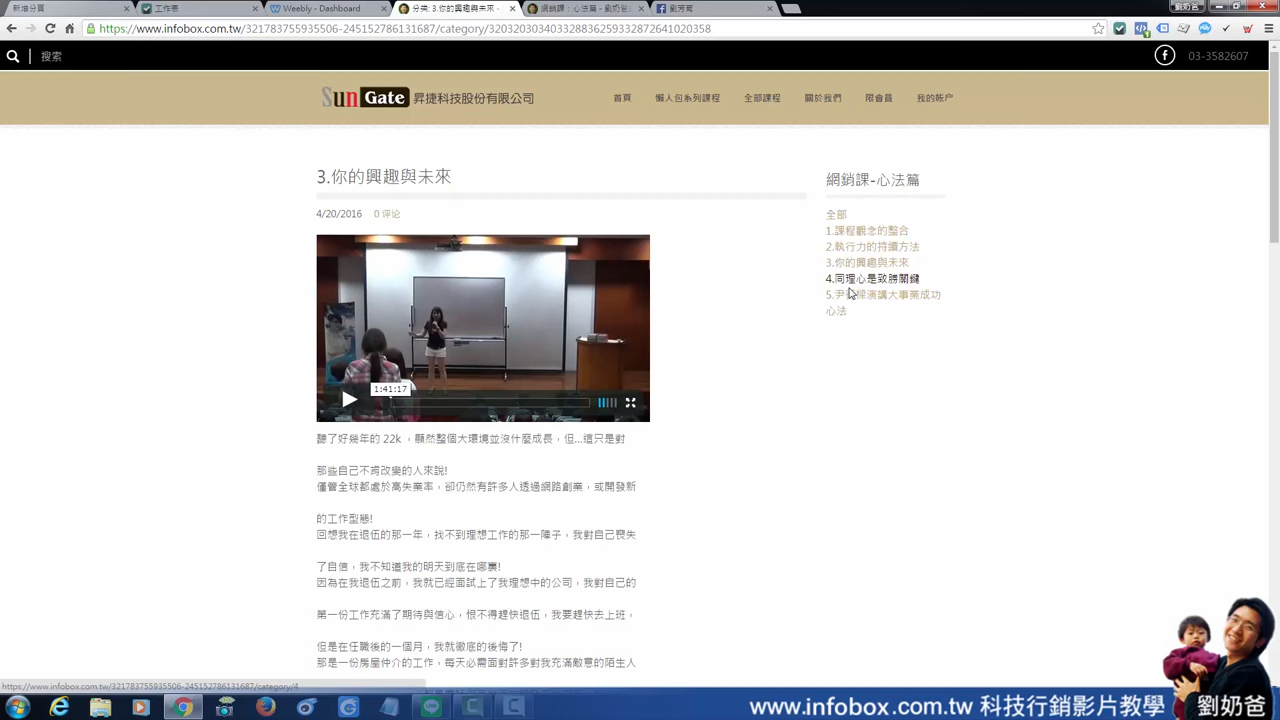 新增分頁
工作表
Weebly - Dashboard
分类: 3.你的興趣與未來 -
網銷課：心法篇 - 劉奶爸
劉芳菊
劉奶爸
https://www.infobox.com.tw/321783755935506-245152786131687/category/32032030340332883625933287264102​0358
搜索
03-3582607
Sun Gate 昇捷科技股份有限公司
首頁
懶人包系列課程
全部課程
關於我們
限會員
我的帐户
3.你的興趣與未來
4/20/2016
0 评论
1:41:17
聽了好幾年的 22k ，顯然整個大環境並沒什麼成長，但...這只是對
那些自己不肯改變的人來說!
僅管全球都處於高失業率，卻仍然有許多人透過網路創業，或開發新
的工作型態!
回想我在退伍的那一年，找不到理想工作的那一陣子，我對自己喪失
了自信，我不知道我的明天到底在哪裏!
因為在我退伍之前，我就已經面試上了我理想中的公司，我對自己的
第一份工作充滿了期待與信心，恨不得趕快退伍，我要趕快去上班，
但是在任職後的一個月，我就徹底的後悔了!
那是一份房屋仲介的工作，每天必需面對許多對我充滿敵意的陌生人
網銷課-心法篇
全部
1.課程觀念的整合
2.執行力的持續方法
3.你的興趣與未來
4.同理心是致勝關鍵
5.尹 樑演講大事業成功
心法
https://www.infobox.com.tw/321783755935506-245152786131687/category/4
www.infobox.com.tw 科技行銷影片教學
劉奶爸